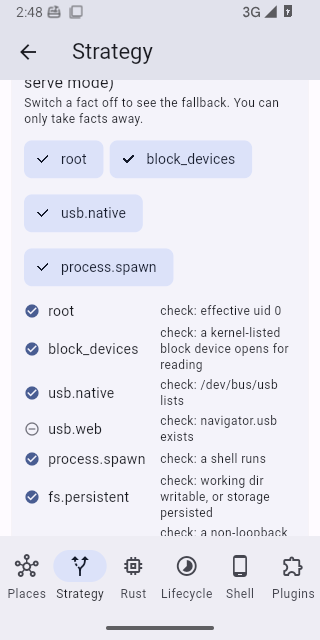 2:48
3G
Strategy
serve mode)
Switch a fact off to see the fallback. You can
only take facts away.
root
block_devices
usb.native
process.spawn
root
check: effective uid 0
block_devices
check: a kernel-listed
block device opens for
reading
usb.native
check: /dev/bus/usb
lists
usb.web
check: navigator.usb
exists
process.spawn
check: a shell runs
fs.persistent
check: working dir
writable, or storage
persisted
check: a non-loopback
Places
Strategy
Rust
Lifecycle
Shell
Plugins